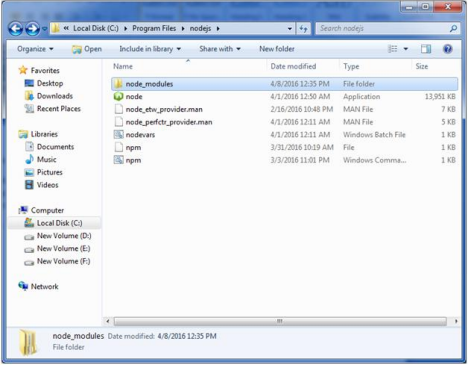 « Local Disk (C:) ▸ Program Files ▸ nodejs ▸
Search nodejs
Organize ▼ Open Include in library ▼ Share with ▼ New folder
Name Date modified Type Size
node_modules 4/8/2016 12:35 PM File folder
node 4/1/2016 12:50 AM Application 13,951 KB
node_etw_provider.man 2/16/2016 10:48 PM MAN File 7 KB
node_perfctr_provider.man 4/1/2016 12:11 AM MAN File 5 KB
nodevars 4/1/2016 12:11 AM Windows Batch File 1 KB
npm 3/31/2016 10:19 AM File 1 KB
npm 3/3/2016 11:01 PM Windows Comma... 1 KB
Favorites
Desktop
Downloads
Recent Places
Libraries
Documents
Music
Pictures
Videos
Computer
Local Disk (C:)
New Volume (D:)
New Volume (E:)
New Volume (F:)
Network
node_modules Date modified: 4/8/2016 12:35 PM
File folder